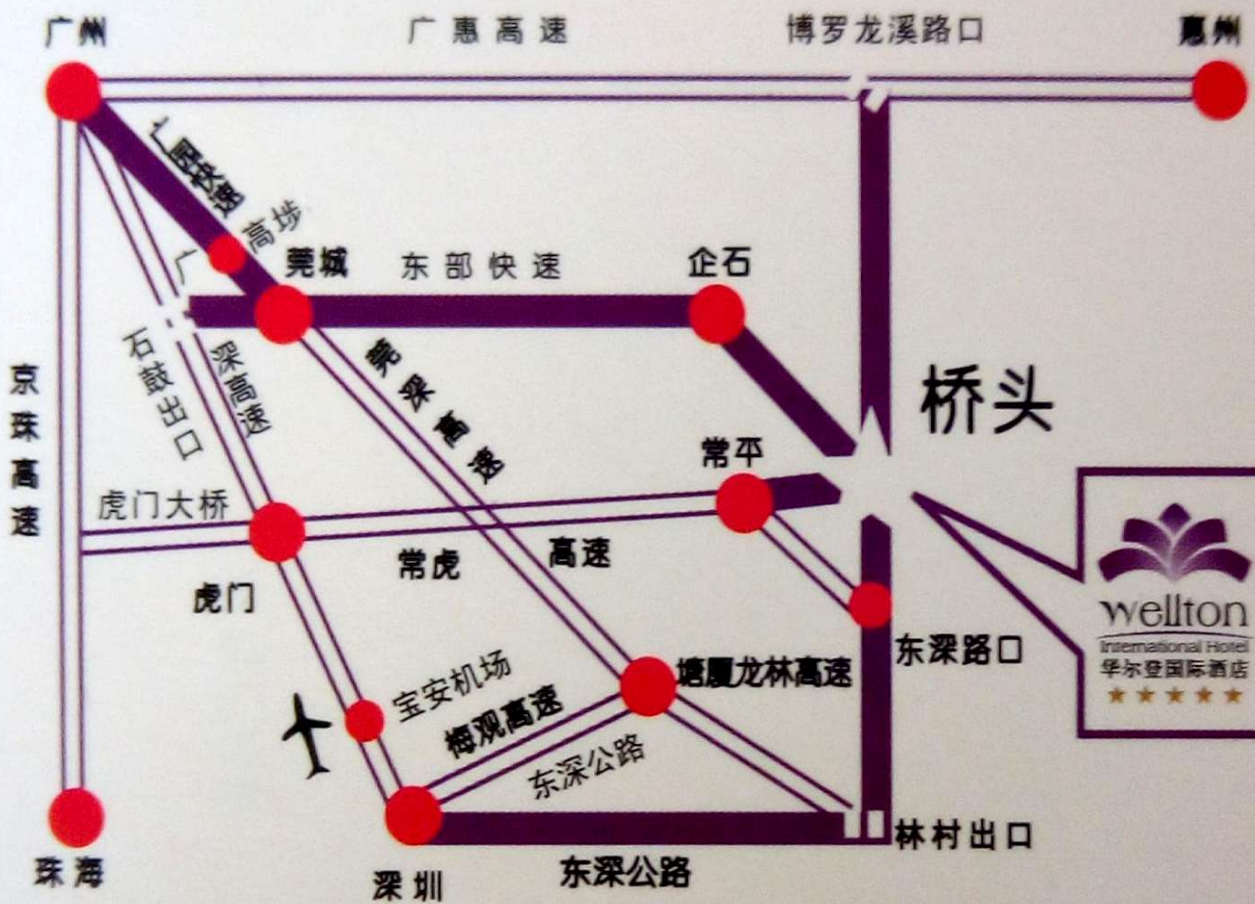 广州
广惠高速
博罗龙溪路口
惠州
广园快速
高埗
莞城
东部快速
企石
广深高速
石鼓出口
京珠高速
莞深高速
桥头
常平
虎门大桥
常虎高速
虎门
wellton
International Hotel
华尔登国际酒店
东深路口
塘厦龙林高速
宝安机场
梅观高速
东深公路
林村出口
珠海
深圳
东深公路